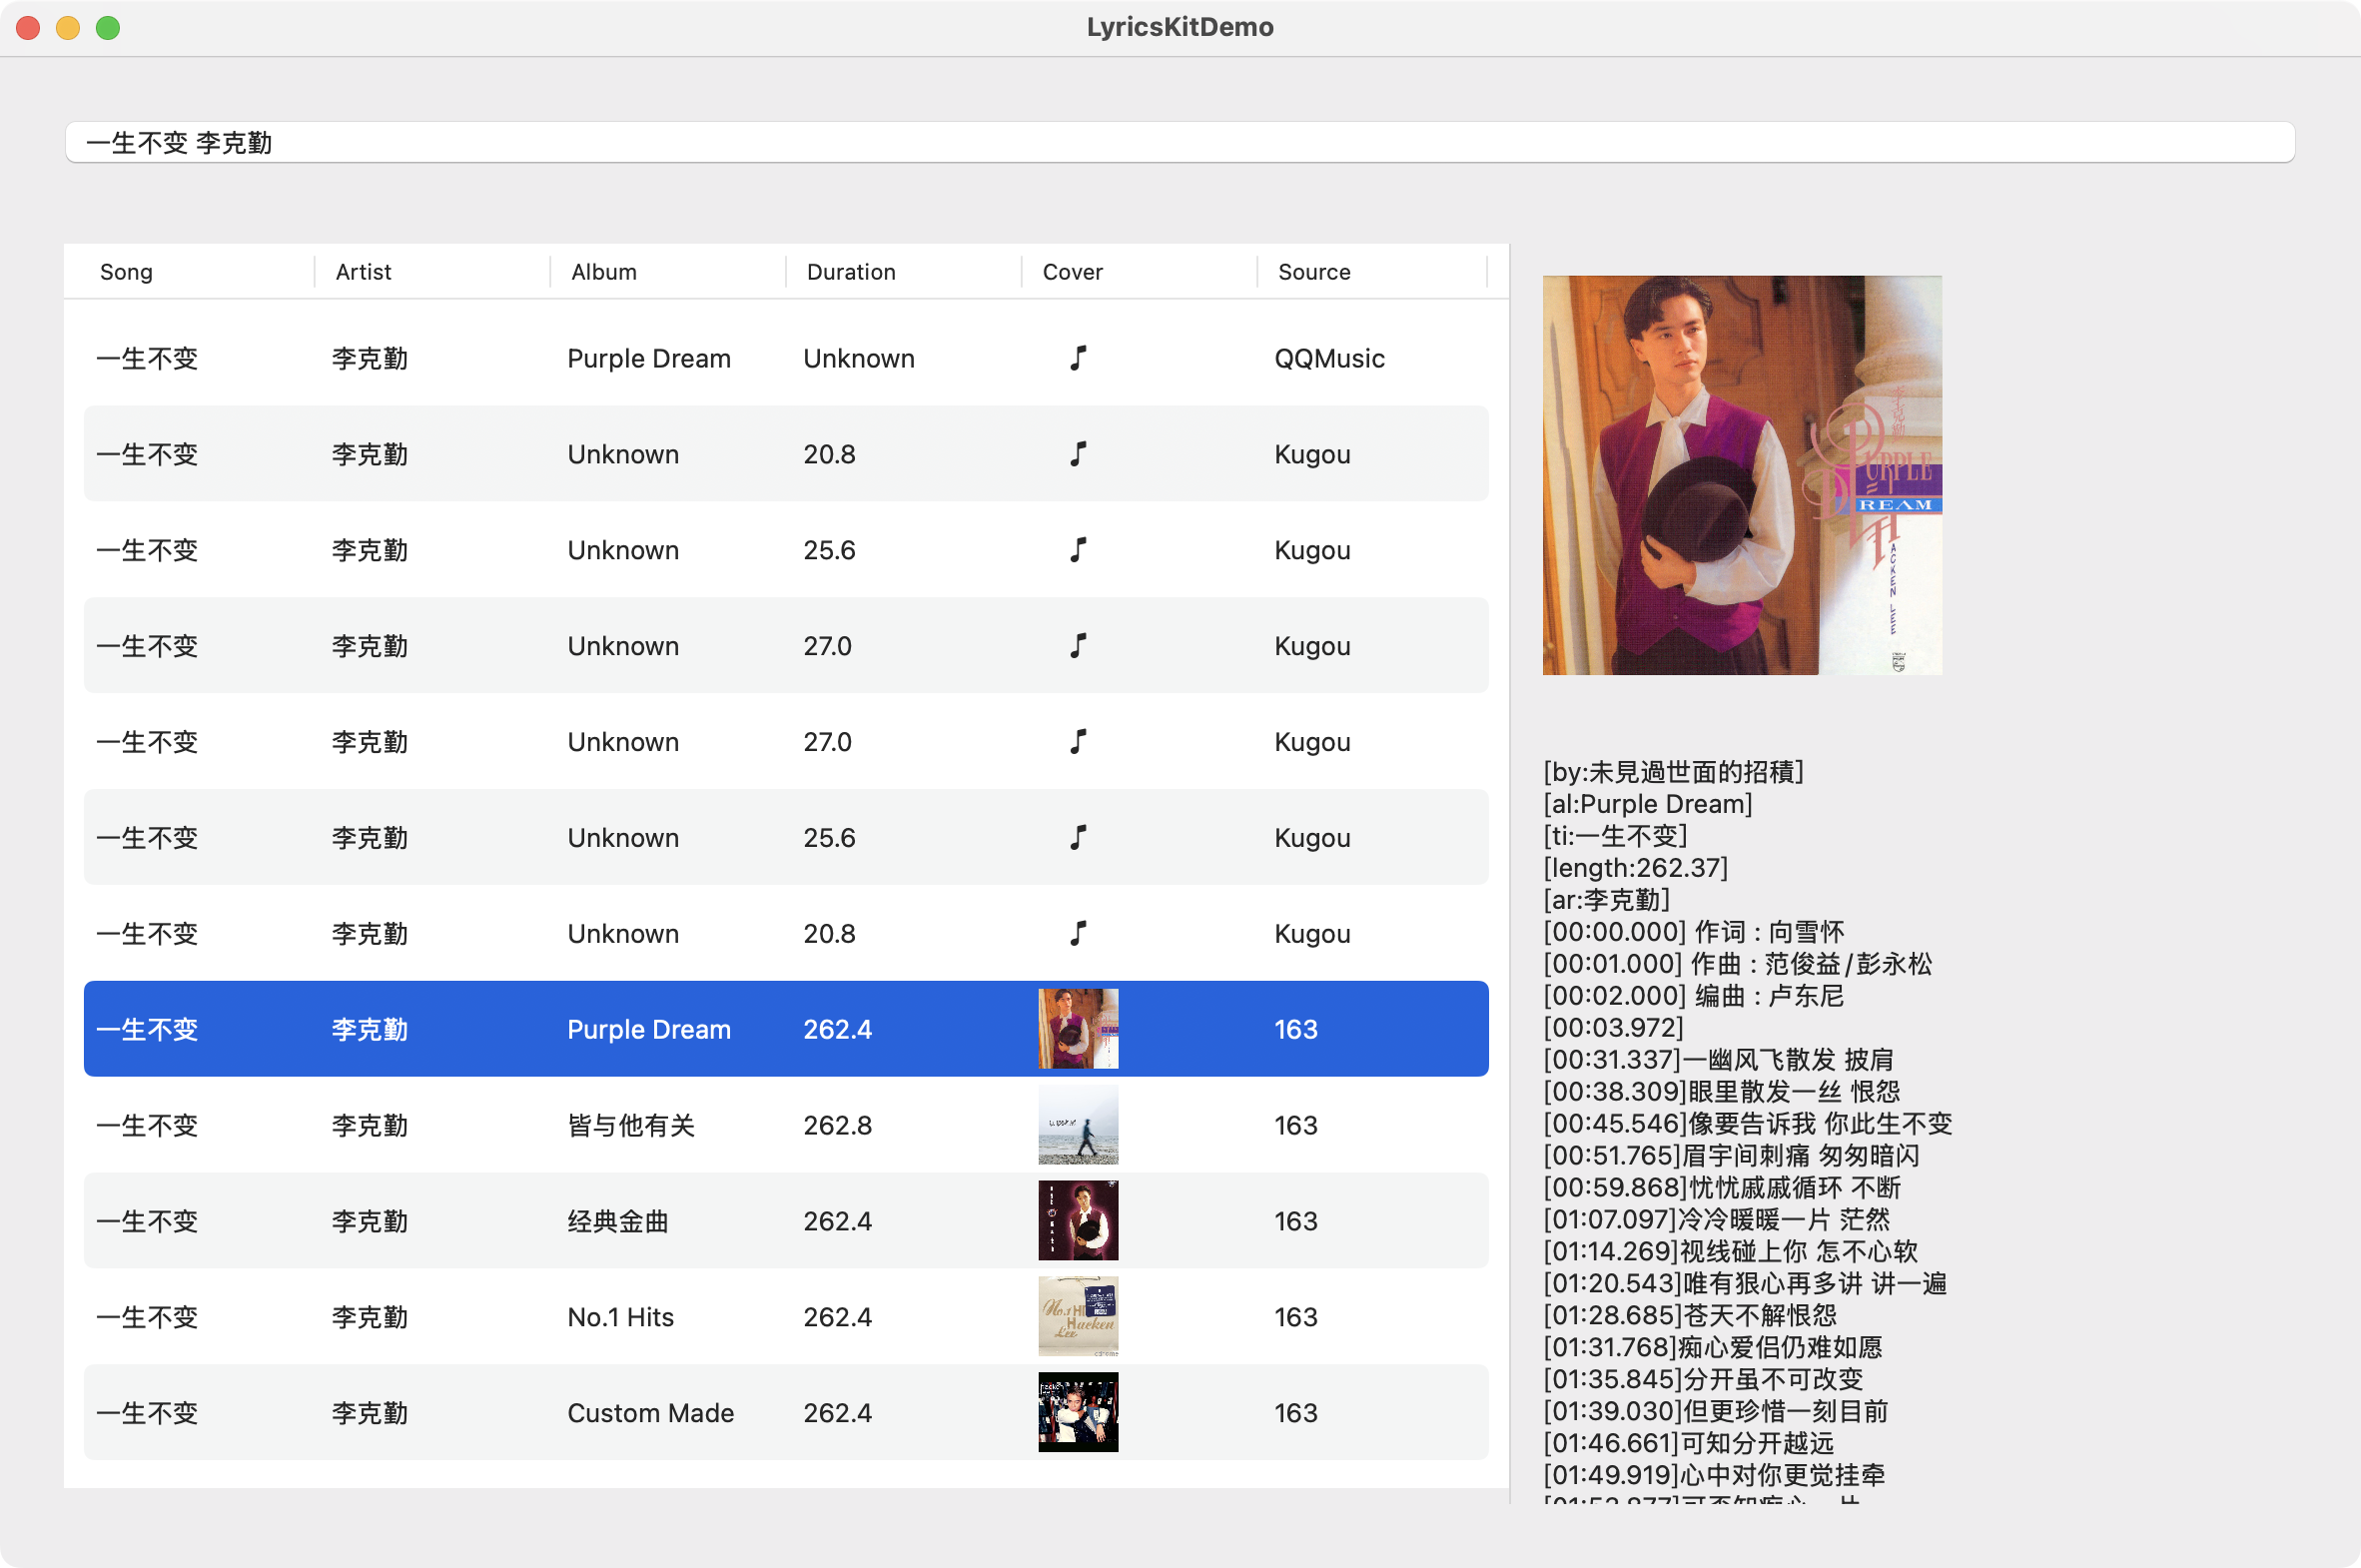 LyricsKitDemo
一生不变 李克勤
Song Artist Album Duration Cover Source
一生不变 李克勤 Purple Dream Unknown QQMusic
一生不变 李克勤 Unknown 20.8 Kugou
一生不变 李克勤 Unknown 25.6 Kugou
一生不变 李克勤 Unknown 27.0 Kugou
一生不变 李克勤 Unknown 27.0 Kugou
一生不变 李克勤 Unknown 25.6 Kugou
一生不变 李克勤 Unknown 20.8 Kugou
一生不变 李克勤 Purple Dream 262.4 163
一生不变 李克勤 皆与他有关 262.8 163
一生不变 李克勤 经典金曲 262.4 163
一生不变 李克勤 No.1 Hits 262.4 163
No.1 Hi
Hacken
Lee
一生不变 李克勤 Custom Made 262.4 163
李克勤
PURPLE
DREAM
HACKEN LEE
[by:未見過世面的招積]
[al:Purple Dream]
[ti:一生不变]
[length:262.37]
[ar:李克勤]
[00:00.000] 作词 : 向雪怀
[00:01.000] 作曲 : 范俊益/彭永松
[00:02.000] 编曲 : 卢东尼
[00:03.972]
[00:31.337]一幽风飞散发 披肩
[00:38.309]眼里散发一丝 恨怨
[00:45.546]像要告诉我 你此生不变
[00:51.765]眉宇间刺痛 匆匆暗闪
[00:59.868]忧忧戚戚循环 不断
[01:07.097]冷冷暖暖一片 茫然
[01:14.269]视线碰上你 怎不心软
[01:20.543]唯有狠心再多讲 讲一遍
[01:28.685]苍天不解恨怨
[01:31.768]痴心爱侣仍难如愿
[01:35.845]分开虽不可改变
[01:39.030]但更珍惜一刻目前
[01:46.661]可知分开越远
[01:49.919]心中对你更觉挂牵